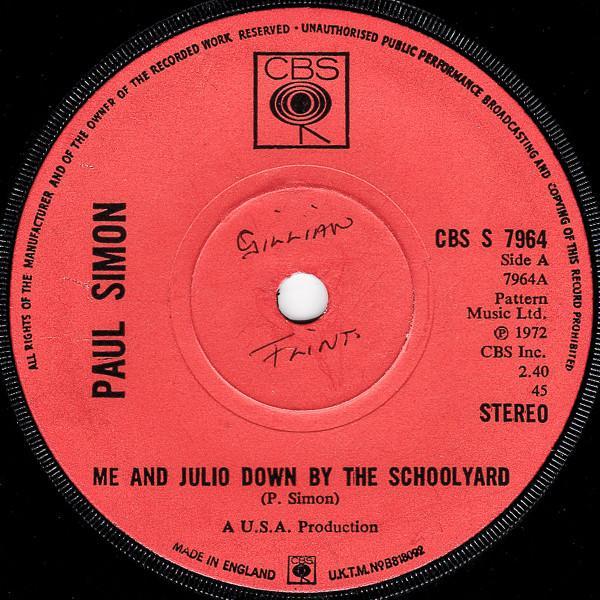 ALL RIGHTS OF THE MANUFACTURER AND OF THE OWNER OF THE RECORDED WORK RESERVED · UNAUTHORISED PUBLIC PERFORMANCE BROADCASTING AND COPYING OF THIS RECORD PROHIBITED
CBS
PAUL SIMON
GILLIAN
FLINT.
CBS S 7964
Side A
7964A
Pattern
Music Ltd.
℗ 1972
CBS Inc.
2.40
45
STEREO
ME AND JULIO DOWN BY THE SCHOOLYARD
(P. Simon)
A U.S.A. Production
MADE IN ENGLAND
CBS
U.K.T.M. Nº B818092